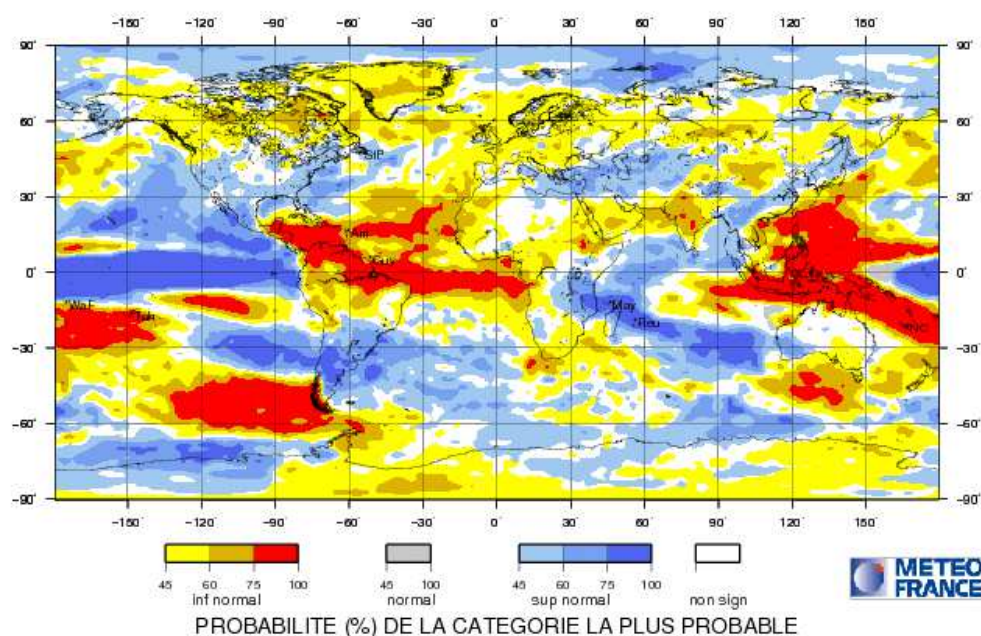 -150° -120° -90° -60° -30° 0° 30° 60° 90° 120° 150°
90° 90°
60° 60°
SIP
30° 30°
Am
Guy
0° 0°
WaF May
Tah Reu
NC
-30° -30°
-60° -60°
-90° -90°
-150° -120° -90° -60° -30° 0° 30° 60° 90° 120° 150°
45 60 75 100 45 100 45 60 75 100
inf normal normal sup normal non sign
METEO
FRANCE
PROBABILITE (%) DE LA CATEGORIE LA PLUS PROBABLE